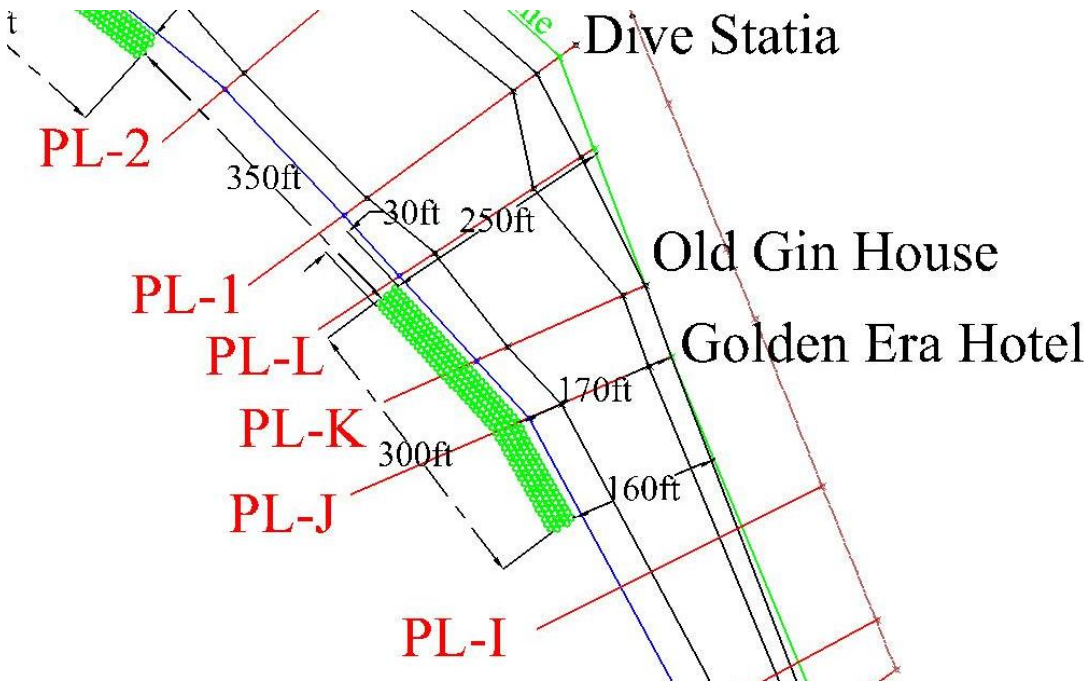 Dive Statia
PL-2
350ft
30ft
250ft
Old Gin House
PL-1
PL-L
Golden Era Hotel
170ft
PL-K
300ft
160ft
PL-J
PL-I